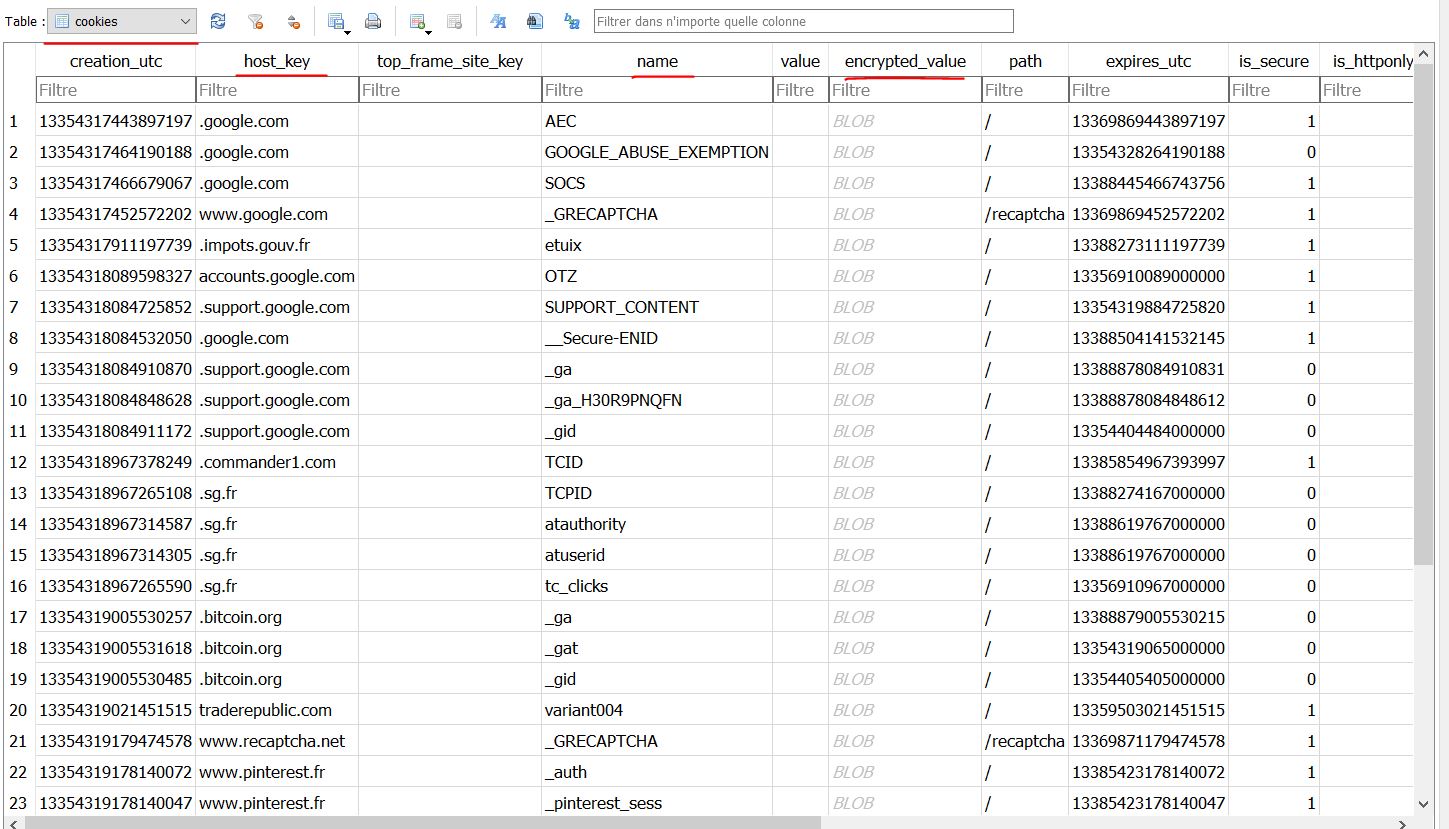 Table : cookies Filtrer dans n'importe quelle colonne
creation_utc host_key top_frame_site_key name value encrypted_value path expires_utc is_secure is_httponly
Filtre Filtre Filtre Filtre Filtre Filtre Filtre Filtre Filtre Filtre
1 13354317443897197 .google.com AEC BLOB / 13369869443897197 1
2 13354317464190188 .google.com GOOGLE_ABUSE_EXEMPTION BLOB / 13354328264190188 0
3 13354317466679067 .google.com SOCS BLOB / 13388445466743756 1
4 13354317452572202 www.google.com _GRECAPTCHA BLOB /recaptcha 13369869452572202 1
5 13354317911197739 .impots.gouv.fr etuix BLOB / 13388273111197739 1
6 13354318089598327 accounts.google.com OTZ BLOB / 13356910089000000 1
7 13354318084725852 .support.google.com SUPPORT_CONTENT BLOB / 13354319884725820 1
8 13354318084532050 .google.com __Secure-ENID BLOB / 13388504141532145 1
9 13354318084910870 .support.google.com _ga BLOB / 13388878084910831 0
10 13354318084848628 .support.google.com _ga_H30R9PNQFN BLOB / 13388878084848612 0
11 13354318084911172 .support.google.com _gid BLOB / 13354404484000000 0
12 13354318967378249 .commander1.com TCID BLOB / 13385854967393997 1
13 13354318967265108 .sg.fr TCPID BLOB / 13388274167000000 0
14 13354318967314587 .sg.fr atauthority BLOB / 13388619767000000 0
15 13354318967314305 .sg.fr atuserid BLOB / 13388619767000000 0
16 13354318967265590 .sg.fr tc_clicks BLOB / 13356910967000000 0
17 13354319005530257 .bitcoin.org _ga BLOB / 13388879005530215 0
18 13354319005531618 .bitcoin.org _gat BLOB / 13354319065000000 0
19 13354319005530485 .bitcoin.org _gid BLOB / 13354405405000000 0
20 13354319021451515 traderepublic.com variant004 BLOB / 13359503021451515 1
21 13354319179474578 www.recaptcha.net _GRECAPTCHA BLOB /recaptcha 13369871179474578 1
22 13354319178140072 www.pinterest.fr _auth BLOB / 13385423178140072 1
23 13354319178140047 www.pinterest.fr _pinterest_sess BLOB / 13385423178140047 1